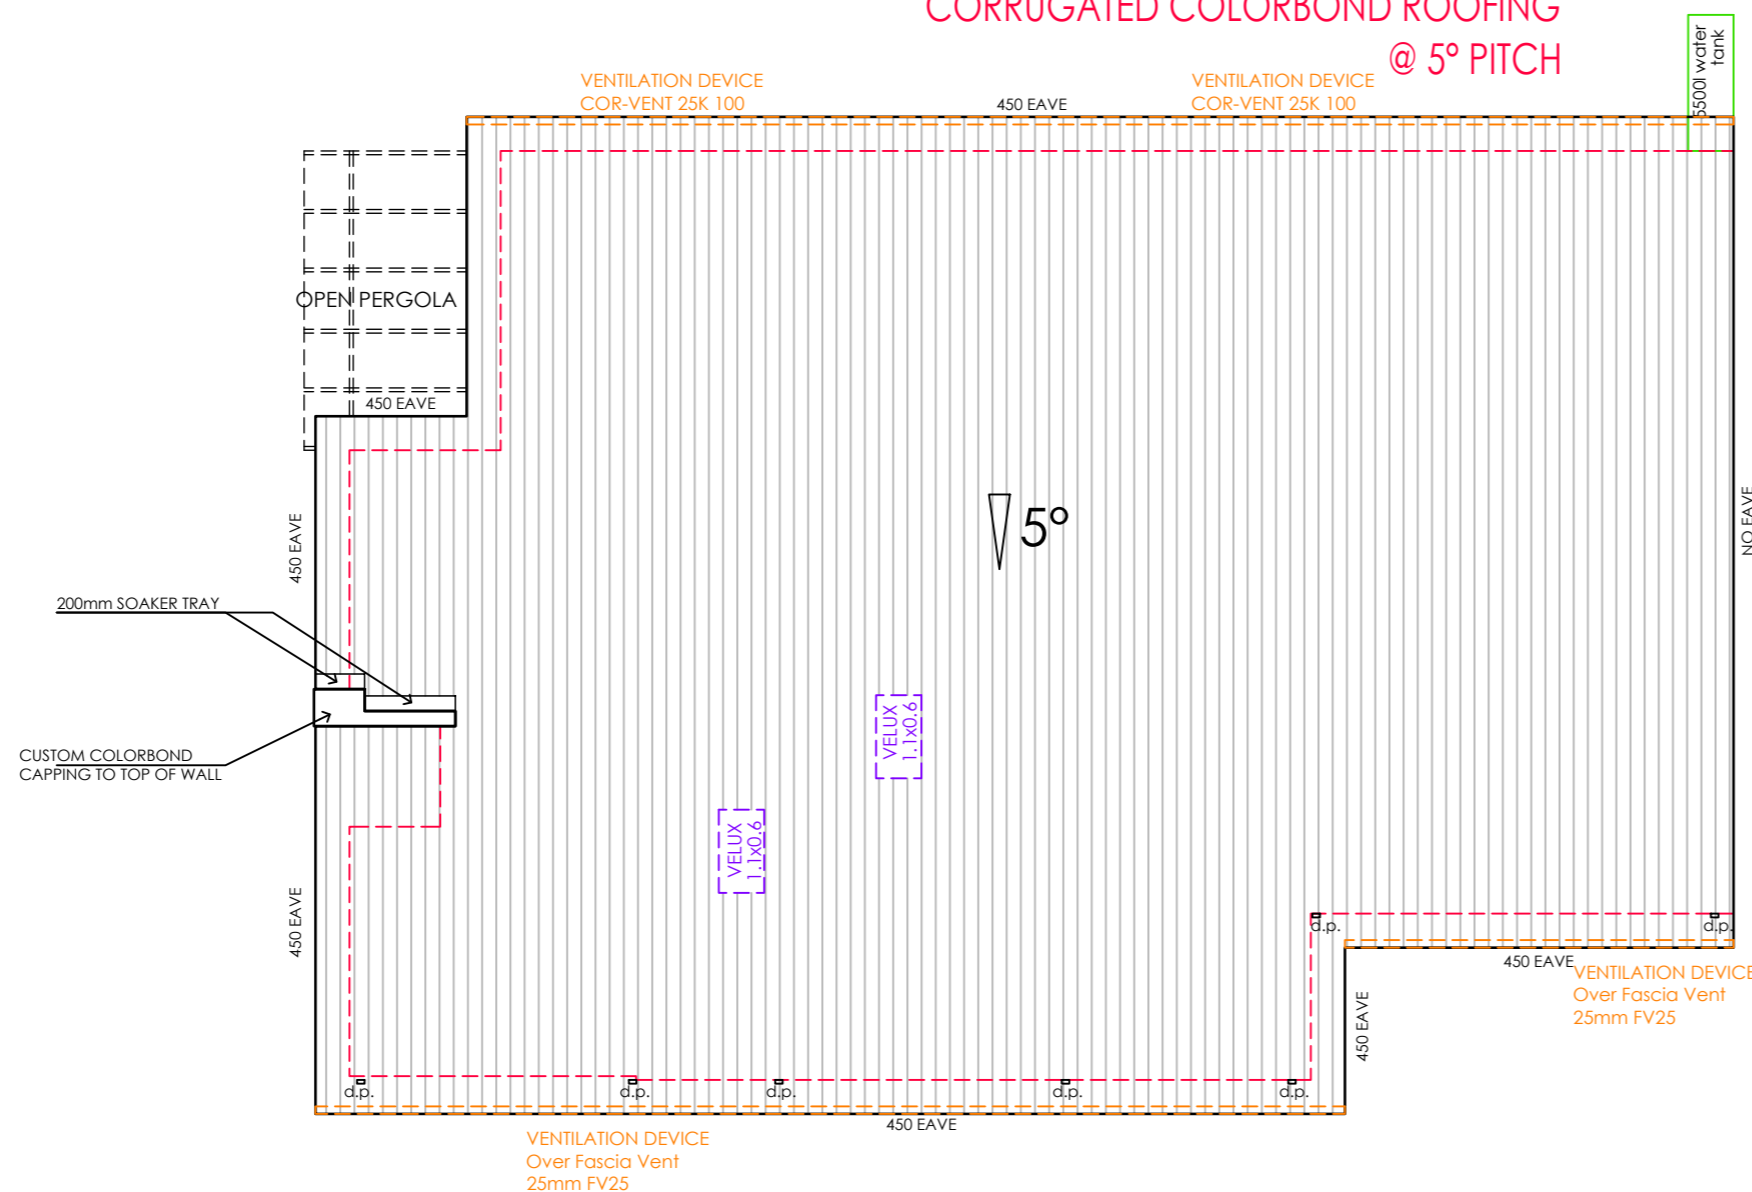 CORRUGATED COLORBOND ROOFING
@ 5º PITCH
5500l water
tank
VENTILATION DEVICE
COR-VENT 25K 100
450 EAVE
VENTILATION DEVICE
COR-VENT 25K 100
OPEN PERGOLA
450 EAVE
450 EAVE
5º
NO EAVE
200mm SOAKER TRAY
CUSTOM COLORBOND
CAPPING TO TOP OF WALL
VELUX
1.1x0.6
VELUX
1.1x0.6
450 EAVE
d.p.
d.p.
450 EAVE
VENTILATION DEVICE
Over Fascia Vent
25mm FV25
450 EAVE
d.p.
d.p.
d.p.
d.p.
d.p.
450 EAVE
VENTILATION DEVICE
Over Fascia Vent
25mm FV25